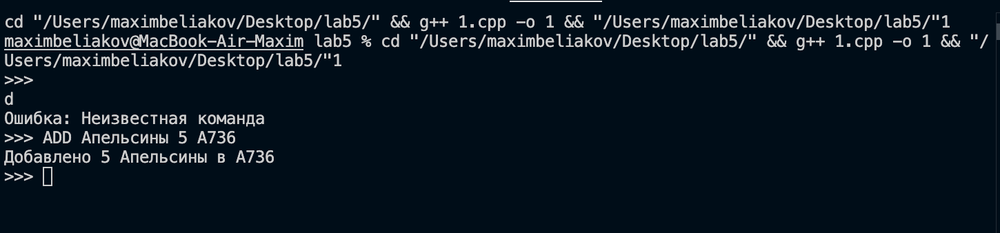 cd "/Users/maximbeliakov/Desktop/lab5/" && g++ 1.cpp -o 1 && "/Users/maximbeliakov/Desktop/lab5/"1
maximbeliakov@MacBook-Air-Maxim lab5 % cd "/Users/maximbeliakov/Desktop/lab5/" && g++ 1.cpp -o 1 && "/
Users/maximbeliakov/Desktop/lab5/"1
>>>
d
Ошибка: Неизвестная команда
>>> ADD Апельсины 5 A736
Добавлено 5 Апельсины в A736
>>>